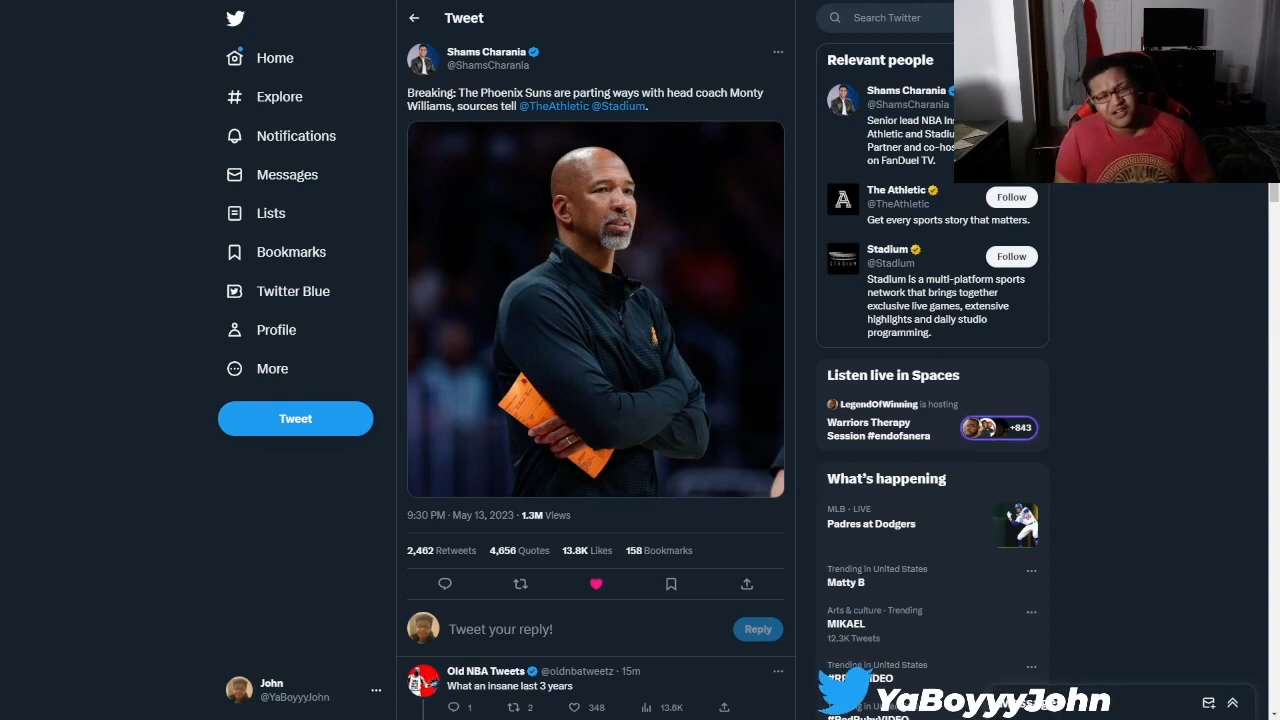 Home
Explore
Notifications
Messages
Lists
Bookmarks
Twitter Blue
Profile
More
Tweet
John
@YaBoyyyJohn
Tweet
Shams Charania
@ShamsCharania
Breaking: The Phoenix Suns are parting ways with head coach Monty
Williams, sources tell @TheAthletic @Stadium.
9:30 PM · May 13, 2023 · 1.3M Views
2,462 Retweets 4,656 Quotes 13.8K Likes 158 Bookmarks
Tweet your reply!
Reply
Old NBA Tweets @oldnbatweetz · 15m
What an insane last 3 years
1 2 348 13.6K
Search Twitter
Relevant people
Shams Charania
@ShamsCharania
Senior lead NBA
Athletic and
Partner and
on FanDuel TV.
The Athletic
@TheAthletic
Follow
Get every sports story that matters.
Stadium
@Stadium
Follow
Stadium is a multi-platform sports
network that brings together
exclusive live games, extensive
highlights and daily studio
programming.
Listen live in Spaces
LegendOfWinning is hosting
Warriors Therapy
Session #endofanera
+843
What's happening
MLB · LIVE
Padres at Dodgers
Trending in United States
Matty B
Arts & culture · Trending
MIKAEL
12.3K Tweets
Trending in United States
YaBoyyyJohn